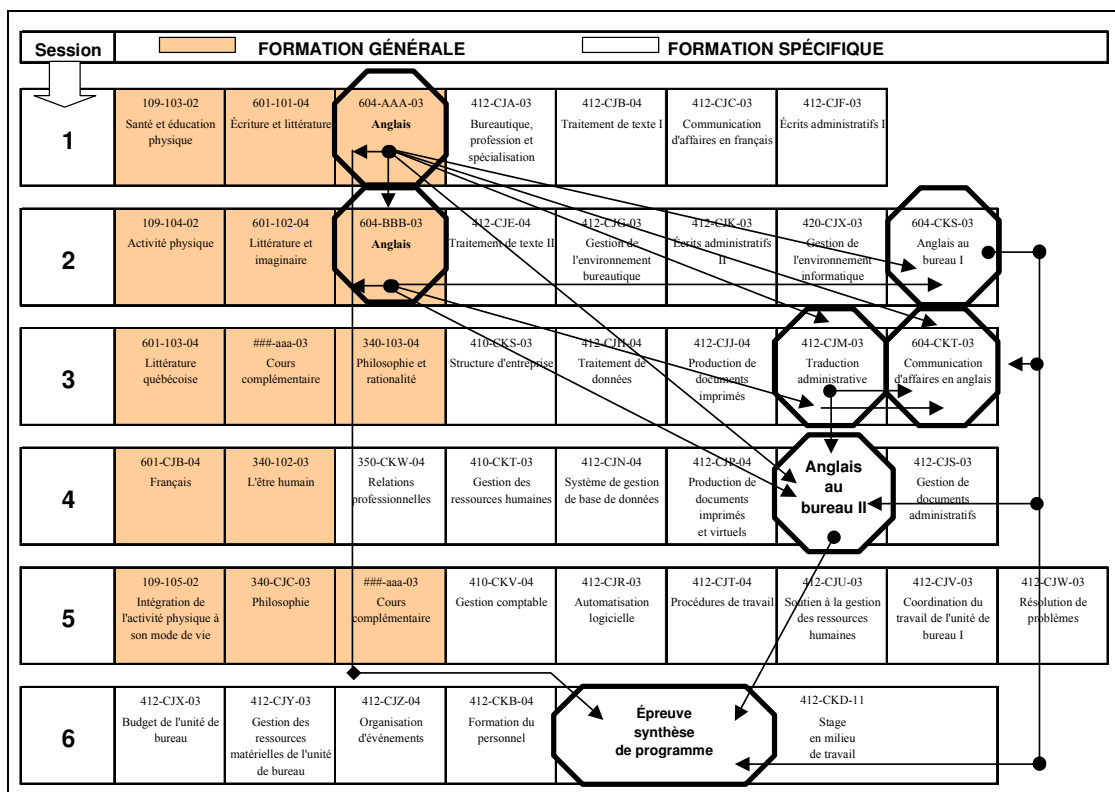 Session
FORMATION GÉNÉRALE
FORMATION SPÉCIFIQUE
1
109-103-02
Santé et éducation
physique
601-101-04
Écriture et littérature
604-AAA-03
Anglais
412-CJA-03
Bureautique,
profession et
spécialisation
412-CJB-04
Traitement de texte I
412-CJC-03
Communication
d'affaires en français
412-CJF-03
Écrits administratifs I
2
109-104-02
Activité physique
601-102-04
Littérature et
imaginaire
604-BBB-03
Anglais
412-CJE-04
Traitement de texte II
412-CJG-03
Gestion de
l'environnement
bureautique
412-CJK-03
Écrits administratifs
II
420-CJX-03
Gestion de
l'environnement
informatique
604-CKS-03
Anglais au
bureau I
3
601-103-04
Littérature
québécoise
###-aaa-03
Cours
complémentaire
340-103-04
Philosophie et
rationalité
410-CKS-03
Structure d'entreprise
412-CJH-04
Traitement de
données
412-CJJ-04
Production de
documents
imprimés
412-CJM-03
Traduction
administrative
604-CKT-03
Communication
d'affaires en anglais
4
601-CJB-04
Français
340-102-03
L'être humain
350-CKW-04
Relations
professionnelles
410-CKT-03
Gestion des
ressources humaines
412-CJN-04
Système de gestion
de base de données
412-CJP-04
Production de
documents
imprimés
et virtuels
Anglais
au
bureau II
412-CJS-03
Gestion de
documents
administratifs
5
109-105-02
Intégration de
l'activité physique à
son mode de vie
340-CJC-03
Philosophie
###-aaa-03
Cours
complémentaire
410-CKV-04
Gestion comptable
412-CJR-03
Automatisation
logicielle
412-CJT-04
Procédures de travail
412-CJU-03
Soutien à la gestion
des ressources
humaines
412-CJV-03
Coordination du
travail de l'unité de
bureau I
412-CJW-03
Résolution de
problèmes
6
412-CJX-03
Budget de l'unité de
bureau
412-CJY-03
Gestion des
ressources
matérielles de l'unité
de bureau
412-CJZ-04
Organisation
d'événements
412-CKB-04
Formation du
personnel
Épreuve
synthèse
de programme
412-CKD-11
Stage
en milieu
de travail